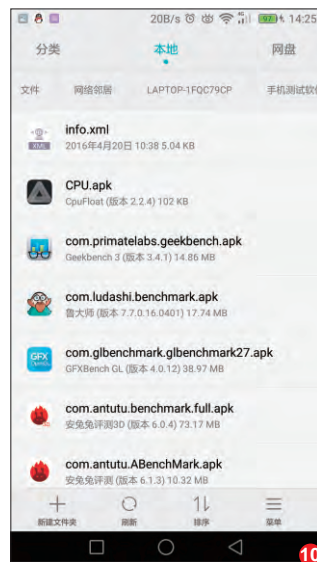 20B/s 4G 97 14:25
分类 本地 网盘
文件 网络邻居 LAPTOP-1FQC79CP 手机测试软
info.xml
XML 2016年4月20日 10:38 5.04 KB
CPU.apk
CpuFloat (版本 2.2.4) 102 KB
com.primatelabs.geekbench.apk
Geekbench 3 (版本 3.4.1) 14.86 MB
com.ludashi.benchmark.apk
鲁大师 (版本 7.7.0.16.0401) 17.74 MB
com.glbenchmark.glbenchmark27.apk
GFX GFXBench GL (版本 4.0.12) 38.97 MB
com.antutu.benchmark.full.apk
安兔兔评测3D (版本 6.0.4) 73.17 MB
com.antutu.ABenchMark.apk
安兔兔评测 (版本 6.1.3) 10.32 MB
新建文件夹 刷新 排序 菜单
10